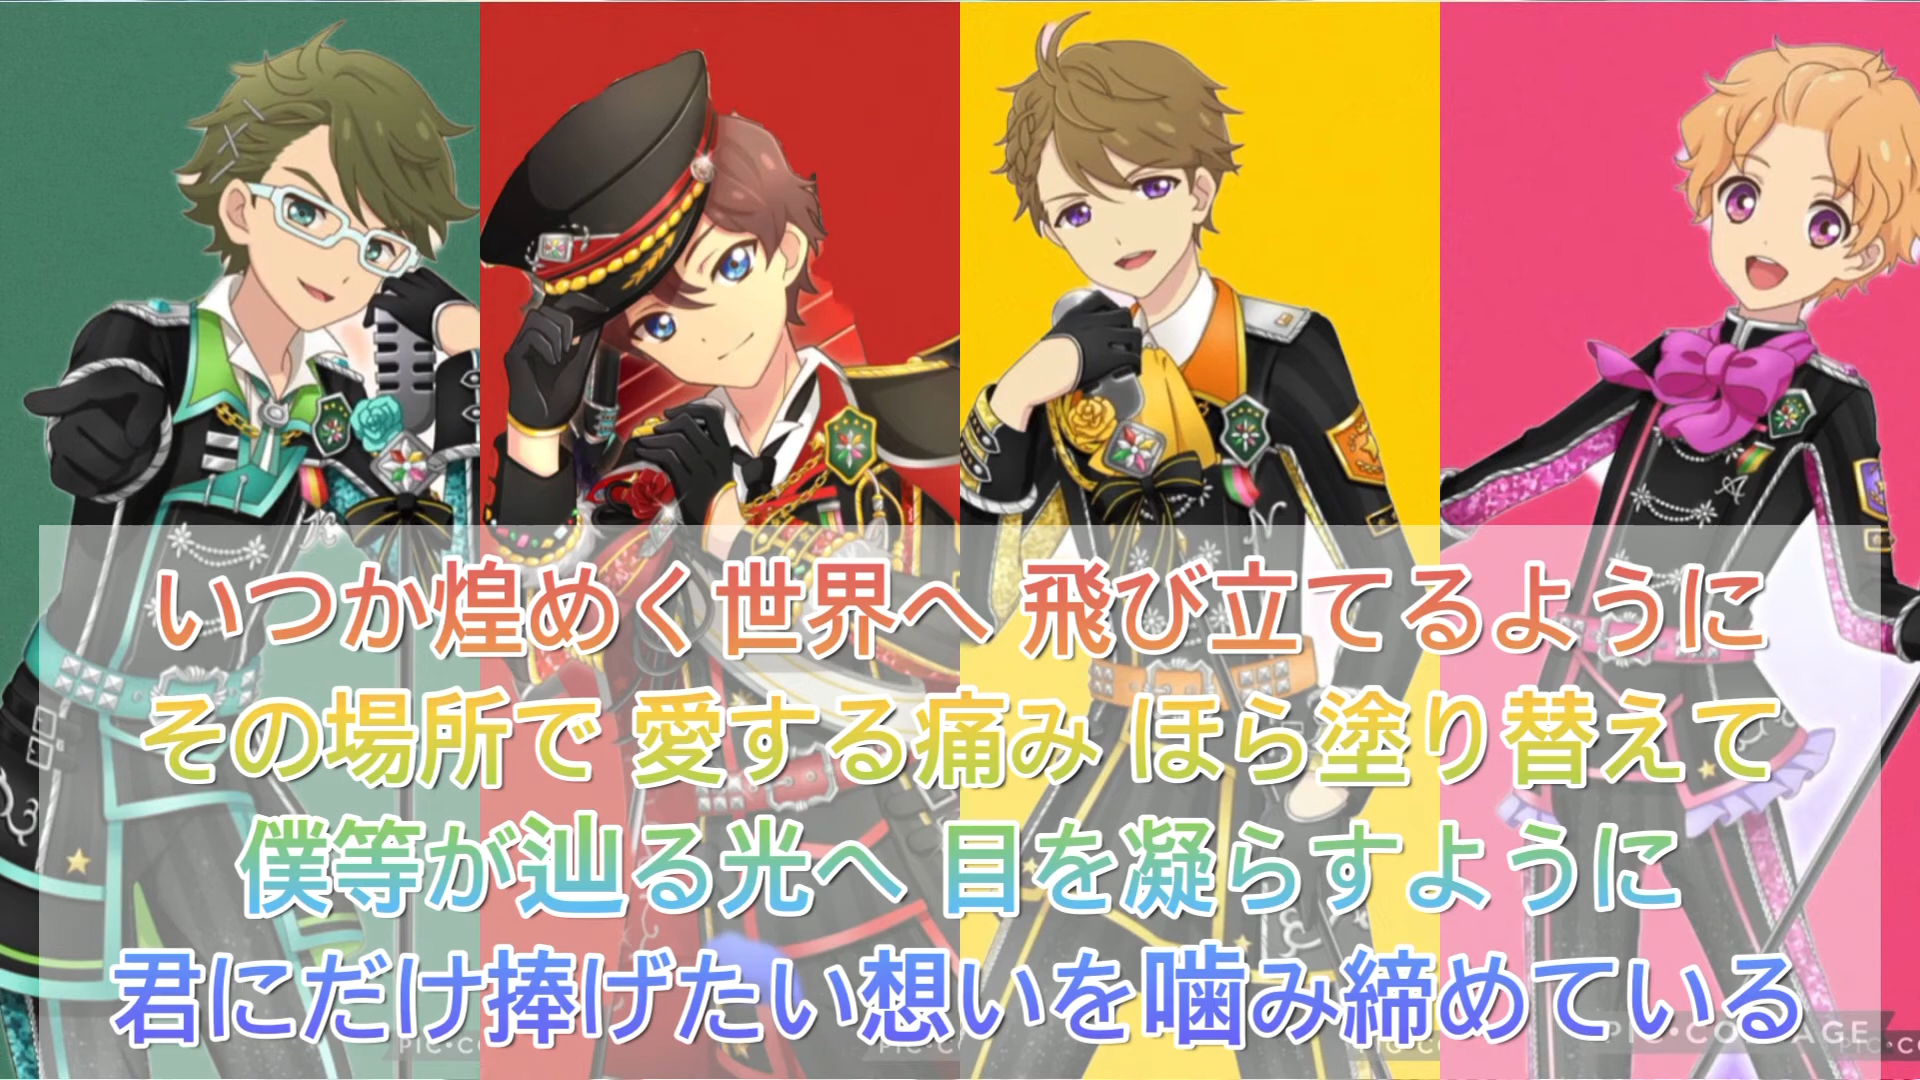 いつか煌めく世界へ 飛び立てるように
その場所で 愛する痛み ほら塗り替えて
僕等が辿る光へ 目を凝らすように
君にだけ捧げたい想いを噛み締めている
PIC•COLLAGE